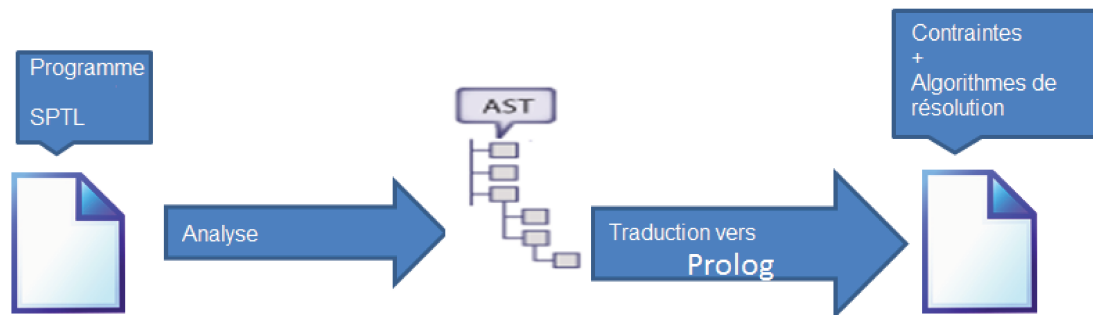 Programme
SPTL
Analyse
AST
Traduction vers
Prolog
Contraintes
+
Algorithmes de
résolution